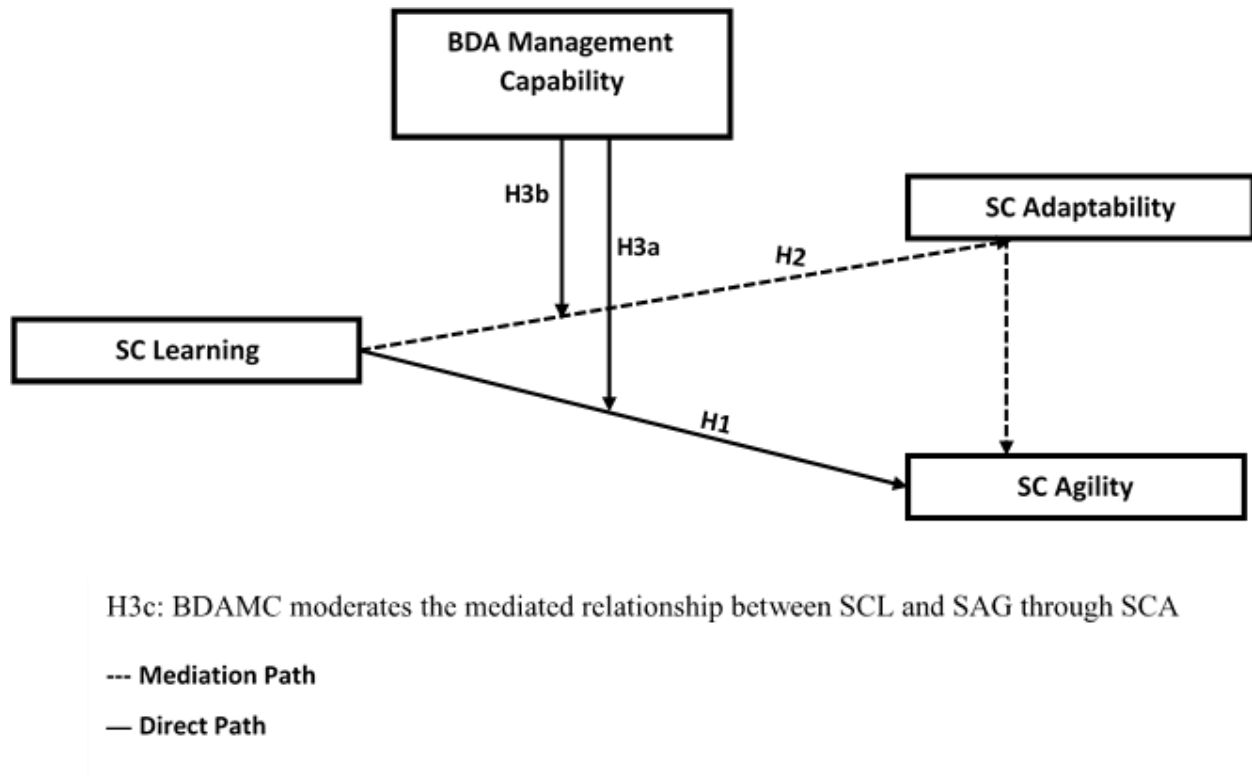 BDA Management
Capability
H3b
SC Adaptability
H3a
H2
SC Learning
H1
SC Agility
H3c: BDAMC moderates the mediated relationship between SCL and SAG through SCA
--- Mediation Path
— Direct Path